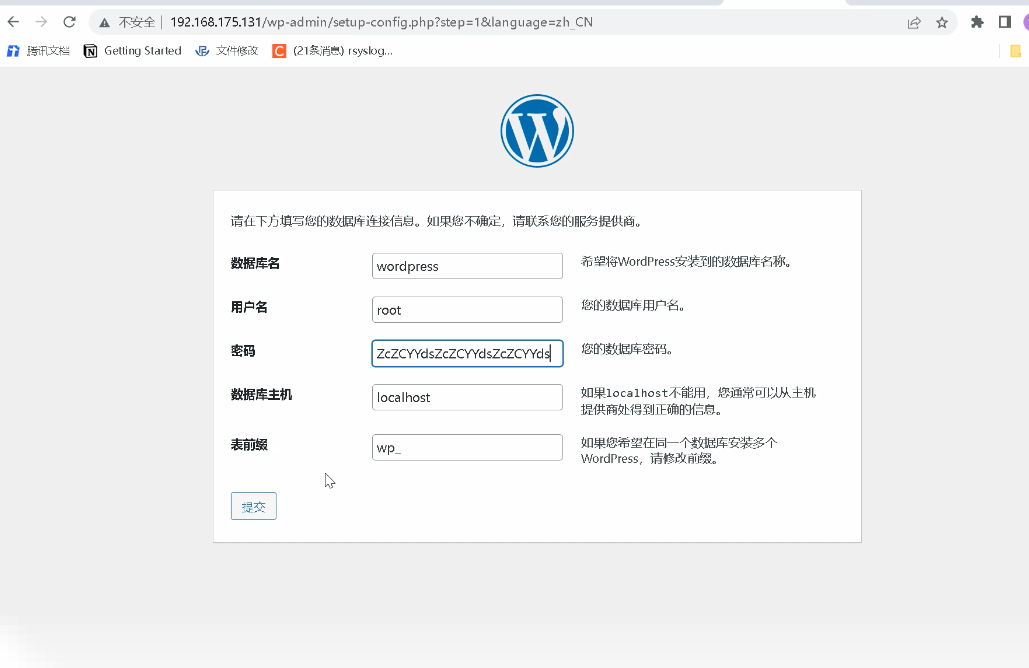 不安全 192.168.175.131/wp-admin/setup-config.php?step=1&language=zh_CN
腾讯文档 Getting Started 文件修改 (21条消息) rsyslog...
请在下方填写您的数据库连接信息。如果您不确定，请联系您的服务提供商。
数据库名 wordpress 希望将WordPress安装到的数据库名称。
用户名 root 您的数据库用户名。
密码 ZcZCYYdsZcZCYYdsZcZCYYds 您的数据库密码。
数据库主机 localhost 如果localhost不能用，您通常可以从主机
提供商处得到正确的信息。
表前缀 wp_ 如果您希望在同一个数据库安装多个
WordPress，请修改前缀。
提交